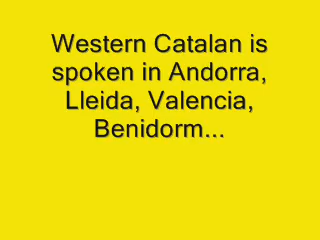 Western Catalan is
spoken in Andorra,
Lleida, Valencia,
Benidorm...